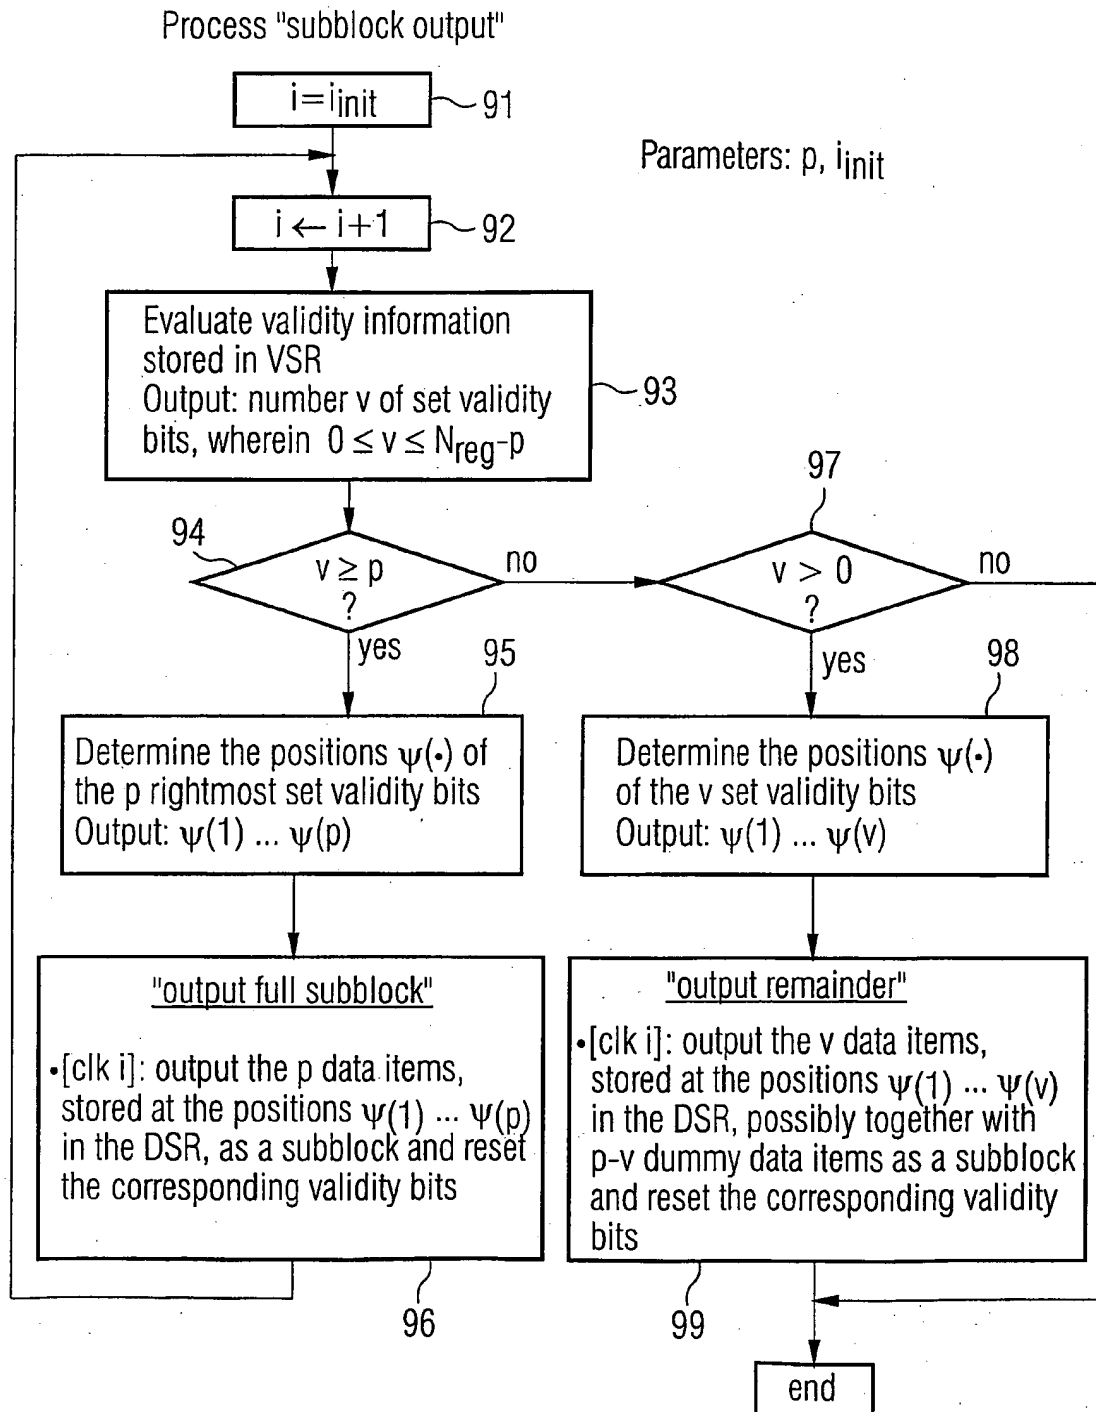 Process "subblock output"
i=i_init
91
Parameters: p, i_init
i ← i+1
92
Evaluate validity information
stored in VSR
Output: number v of set validity
bits, wherein 0 ≤ v ≤ N_reg-p
93
94
v ≥ p
?
no
yes
97
v > 0
?
no
yes
95
Determine the positions ψ(•) of
the p rightmost set validity bits
Output: ψ(1) ... ψ(p)
98
Determine the positions ψ(•)
of the v set validity bits
Output: ψ(1) ... ψ(v)
"output full subblock"
•[clk i]: output the p data items,
stored at the positions ψ(1) ... ψ(p)
in the DSR, as a subblock and reset
the corresponding validity bits
96
"output remainder"
•[clk i]: output the v data items,
stored at the positions ψ(1) ... ψ(v)
in the DSR, possibly together with
p-v dummy data items as a subblock
and reset the corresponding validity
bits
99
end